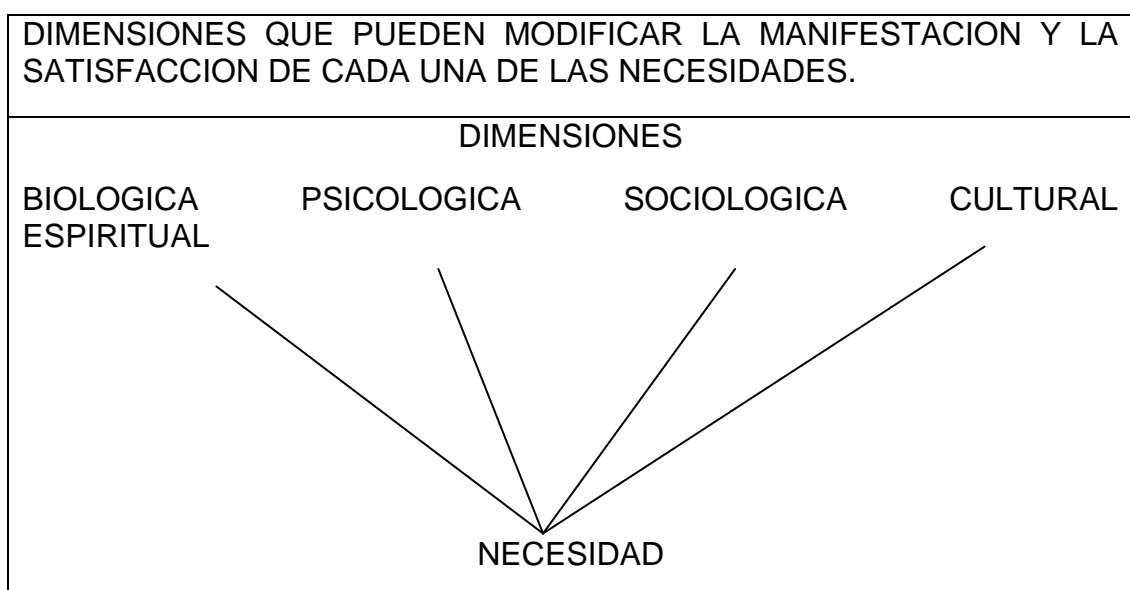 DIMENSIONES QUE PUEDEN MODIFICAR LA MANIFESTACION Y LA
SATISFACCION DE CADA UNA DE LAS NECESIDADES.
DIMENSIONES
BIOLOGICA PSICOLOGICA SOCIOLOGICA CULTURAL
ESPIRITUAL
NECESIDAD